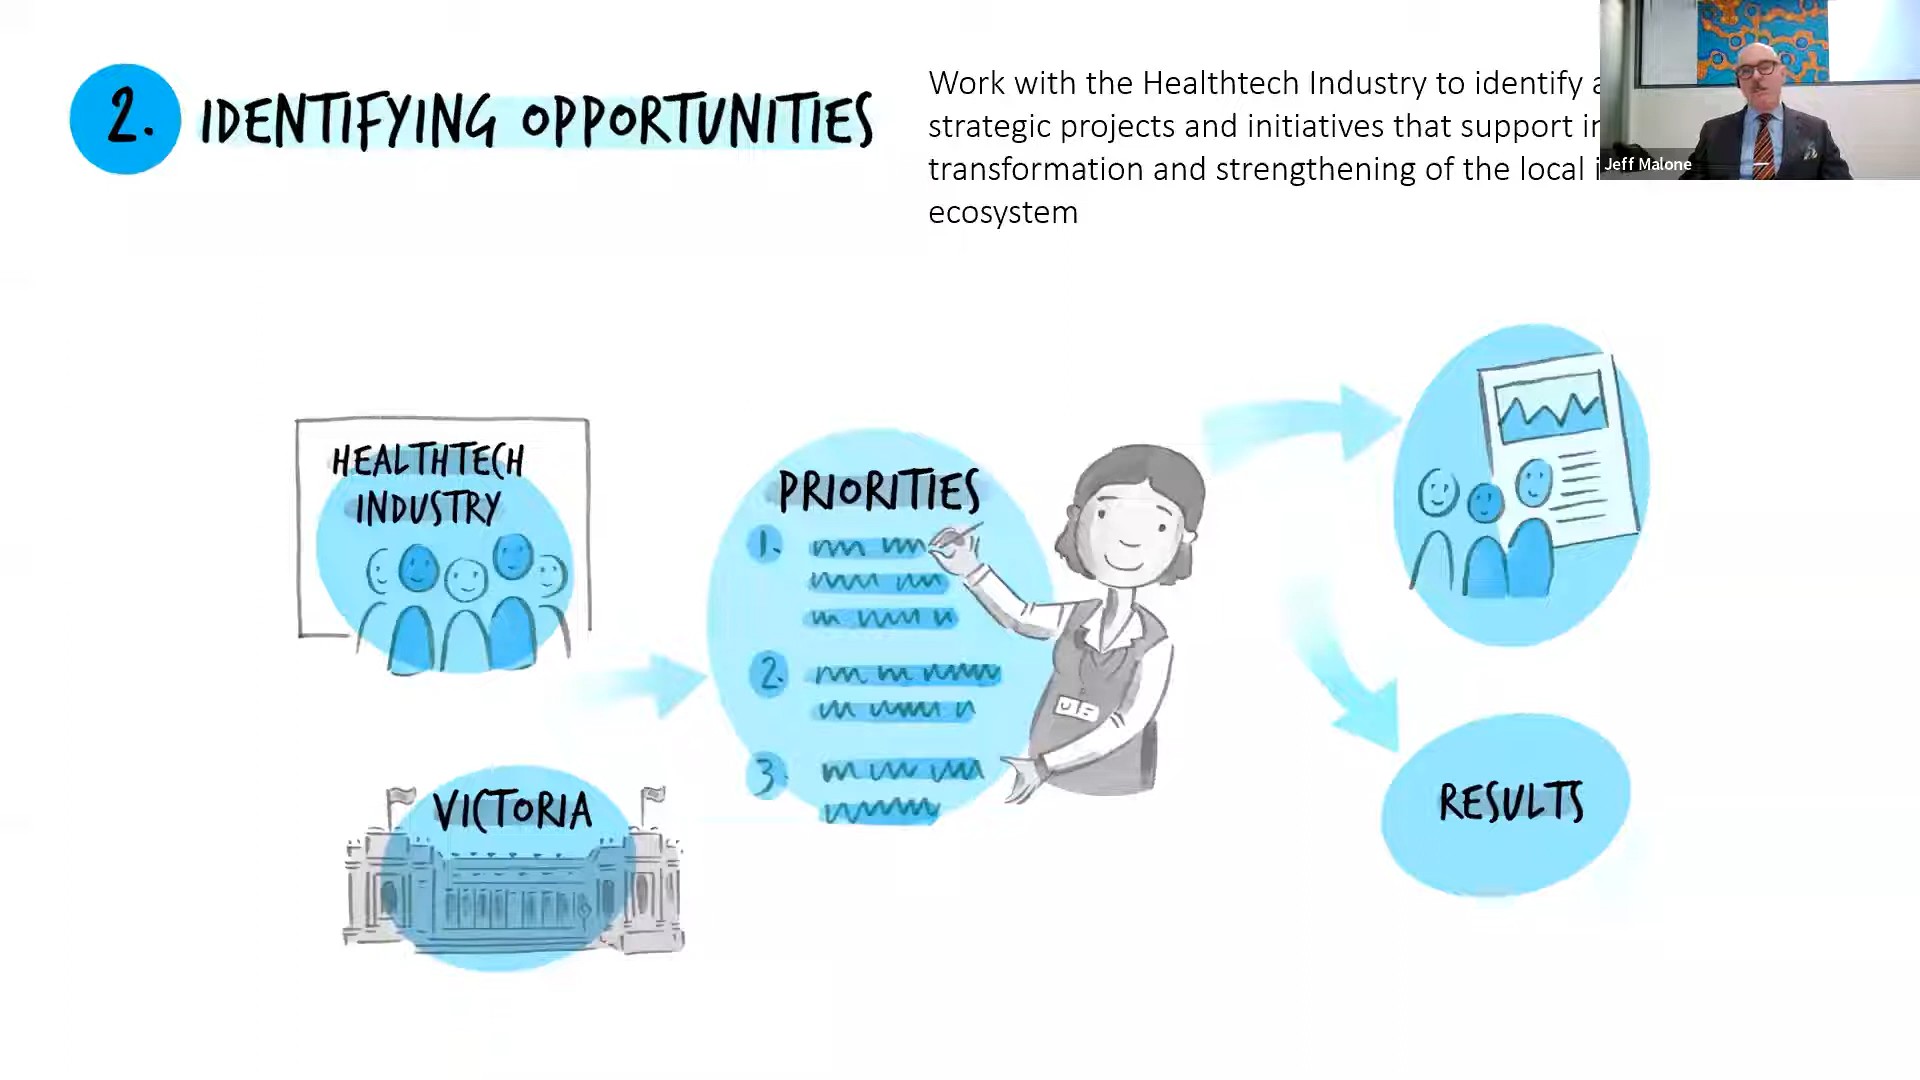 2. IDENTIFYING OPPORTUNITIES
Work with the Healthtech Industry to identify
strategic projects and initiatives that support
transformation and strengthening of the local
ecosystem
Jeff Malone
HEALTHTECH
INDUSTRY
PRIORITIES
1.
2.
3.
VICTORIA
RESULTS